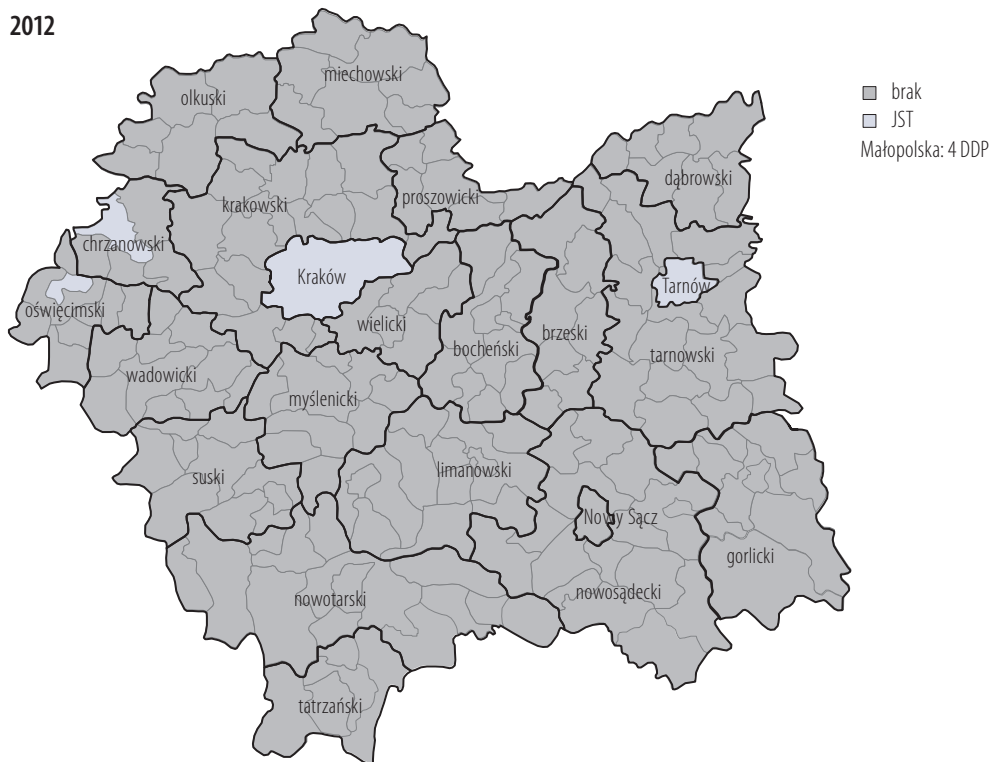 2012
brak
JST
Małopolska: 4 DDP
miechowski
olkuski
dąbrowski
proszowicki
krakowski
chrzanowski
Kraków
Tarnów
oświęcimski
wielicki
brzeski
bocheński
tarnowski
wadowicki
myślenicki
limanowski
suski
Nowy Sącz
gorlicki
nowosądecki
nowotarski
tatrzański